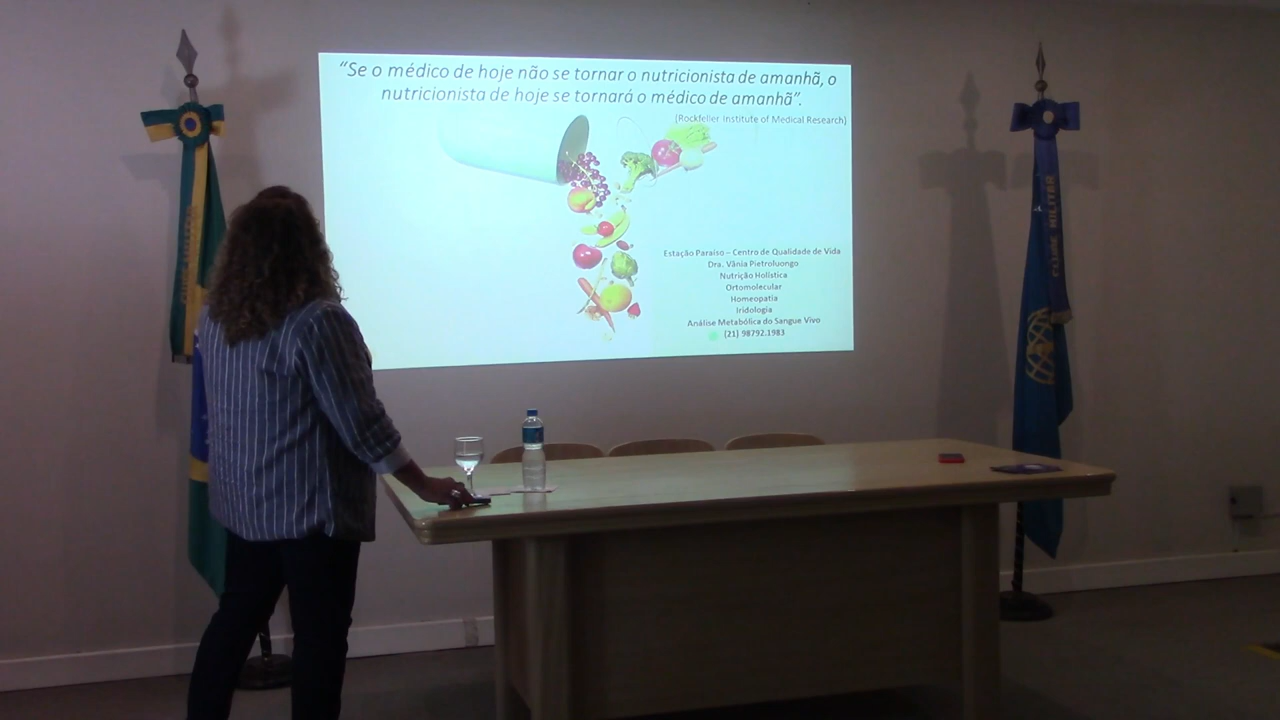 “Se o médico de hoje não se tornar o nutricionista de amanhã, o
nutricionista de hoje se tornará o médico de amanhã”.
(Rockfeller Institute of Medical Research)
Estação Paraíso – Centro de Qualidade de Vida
Dra. Vânia Pietroluongo
Nutrição Holística
Ortomolecular
Homeopatia
Iridologia
Análise Metabólica do Sangue Vivo
(21) 98792.1983
CLUBE MILITAR